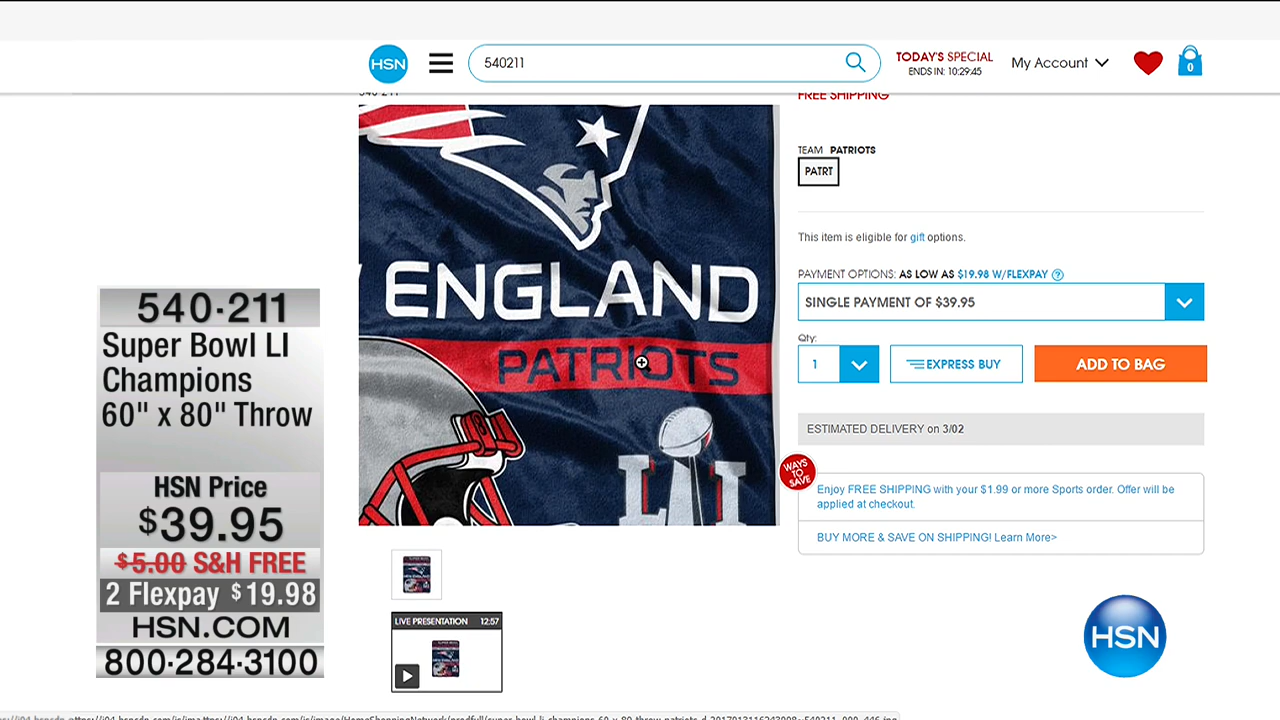 HSN
540211
TODAY'S SPECIAL
ENDS IN: 10:29:45
My Account
0
540-211
FREE SHIPPING
TEAM PATRIOTS
PATRT
This item is eligible for gift options.
PAYMENT OPTIONS: AS LOW AS $19.98 W/FLEXPAY ?
SINGLE PAYMENT OF $39.95
Qty:
1
EXPRESS BUY
ADD TO BAG
ESTIMATED DELIVERY on 3/02
WAYS
TO
SAVE
Enjoy FREE SHIPPING with your $1.99 or more Sports order. Offer will be
applied at checkout.
BUY MORE & SAVE ON SHIPPING! Learn More>
ENGLAND
PATRIOTS
LI
LIVE PRESENTATION 12:57
540-211
Super Bowl LI
Champions
60" x 80" Throw
HSN Price
$39.95
$5.00 S&H FREE
2 Flexpay $19.98
HSN.COM
800-284-3100
HSN